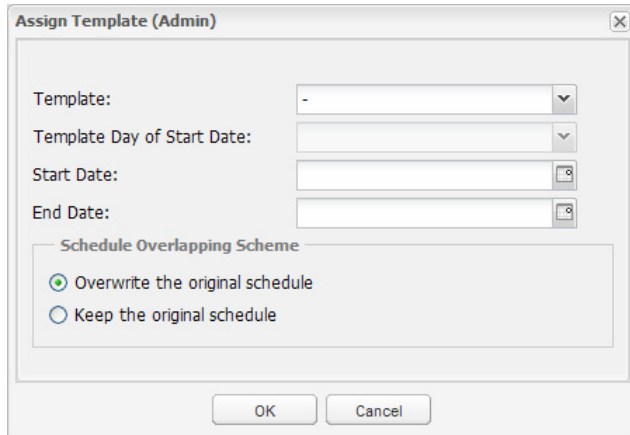 Assign Template (Admin)
Template: -
Template Day of Start Date:
Start Date:
End Date:
Schedule Overlapping Scheme
Overwrite the original schedule
Keep the original schedule
OK Cancel